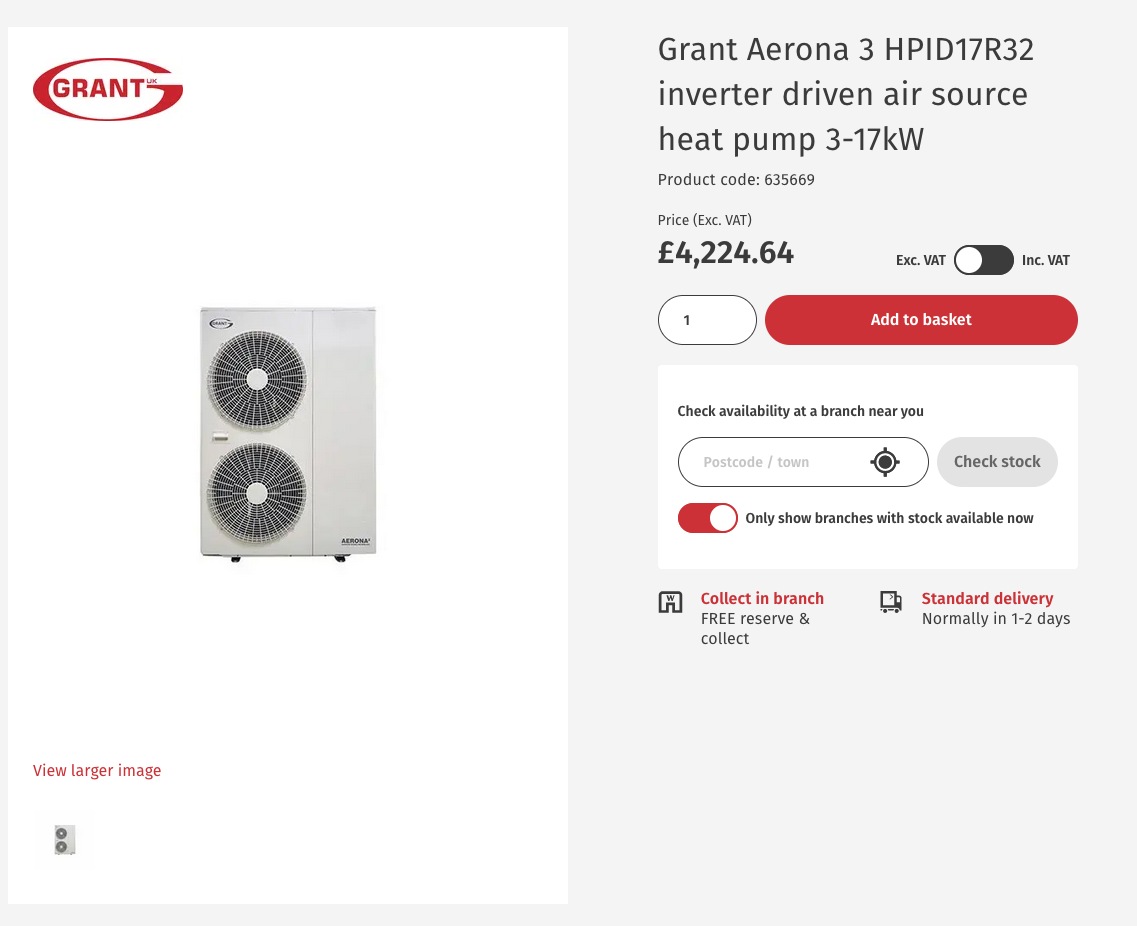 GRANT UK
Grant Aerona 3 HPID17R32
inverter driven air source
heat pump 3-17kW
Product code: 635669
Price (Exc. VAT)
£4,224.64
Exc. VAT
Inc. VAT
1
Add to basket
Check availability at a branch near you
Postcode / town
Check stock
Only show branches with stock available now
W
Collect in branch
FREE reserve &
collect
Standard delivery
Normally in 1-2 days
GRANT
AERONA³
View larger image